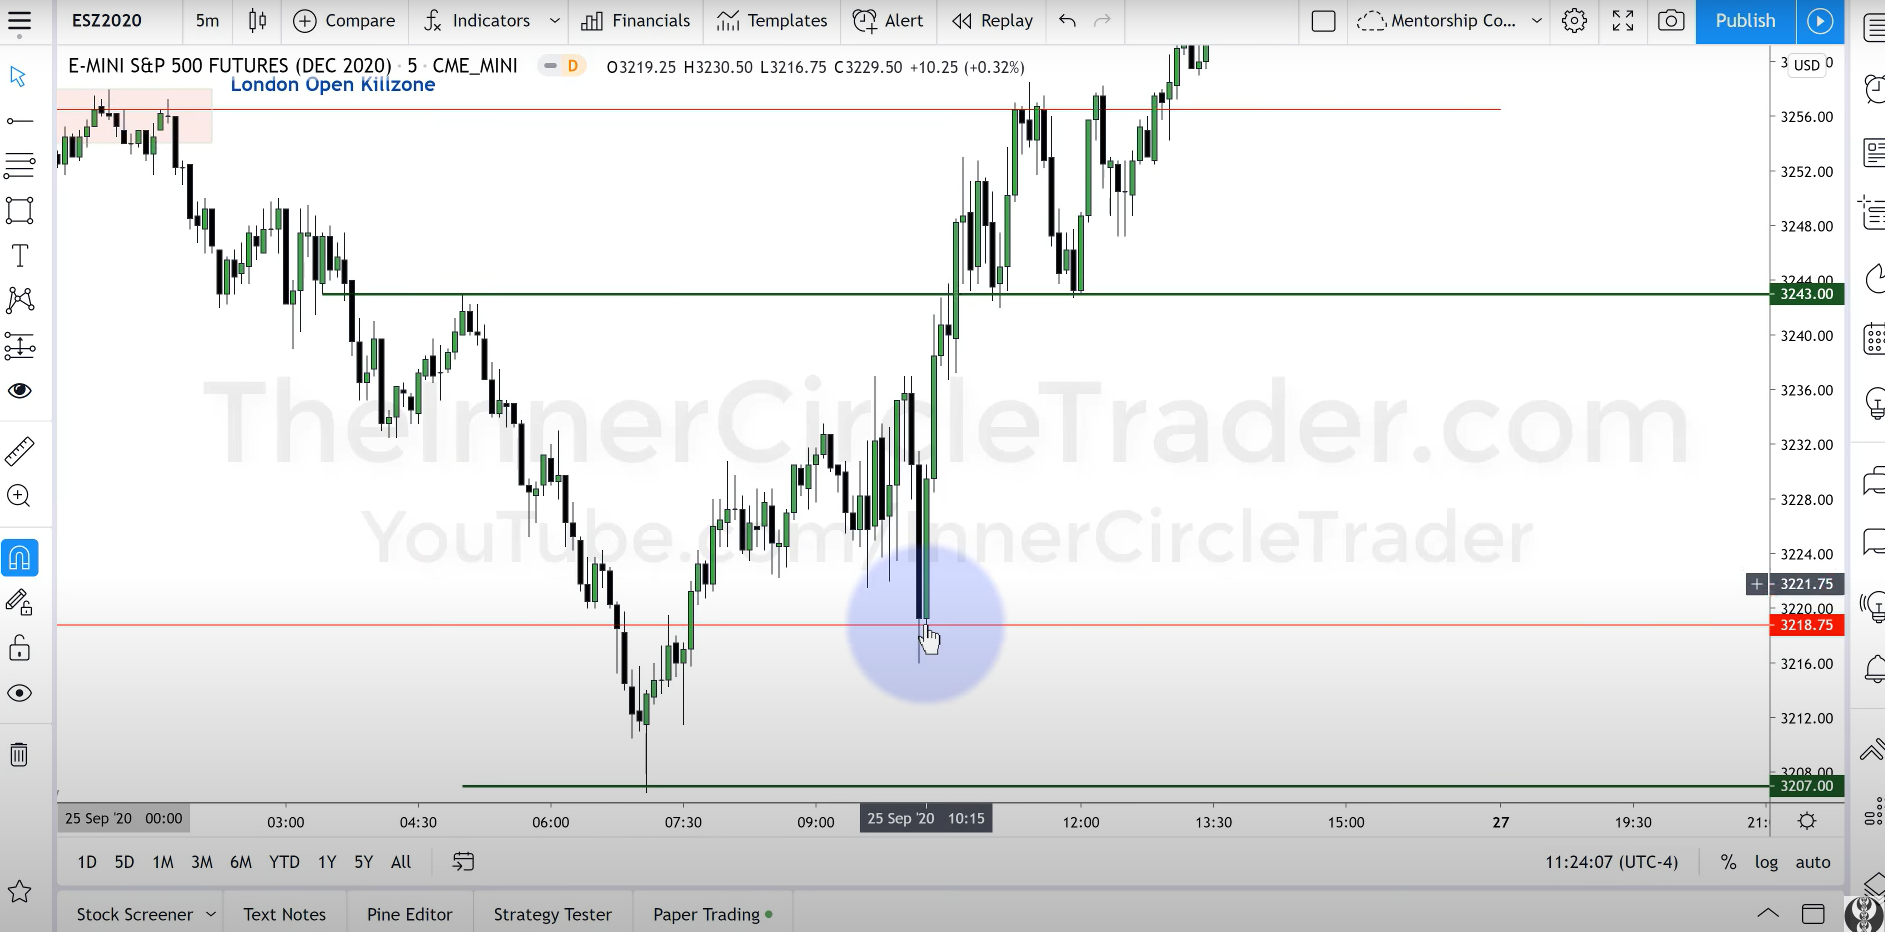 ESZ2020 5m Compare Indicators Financials Templates Alert Replay Mentorship Co... Publish
E-MINI S&P 500 FUTURES (DEC 2020) · 5 · CME_MINI D O3219.25 H3230.50 L3216.75 C3229.50 +10.25 (+0.32%) USD
London Open Killzone
3256.00
3252.00
3248.00
3244.00
3243.00
3240.00
3236.00
TheInnerCircleTrader.com
3232.00
3228.00
YouTube.com/InnerCircleTrader
3224.00
3221.75
3220.00
3218.75
3216.00
3212.00
3208.00
3207.00
25 Sep '20 00:00 03:00 04:30 06:00 07:30 09:00 25 Sep '20 10:15 12:00 13:30 15:00 27 19:30 21:
1D 5D 1M 3M 6M YTD 1Y 5Y All 11:24:07 (UTC-4) % log auto
Stock Screener Text Notes Pine Editor Strategy Tester Paper Trading